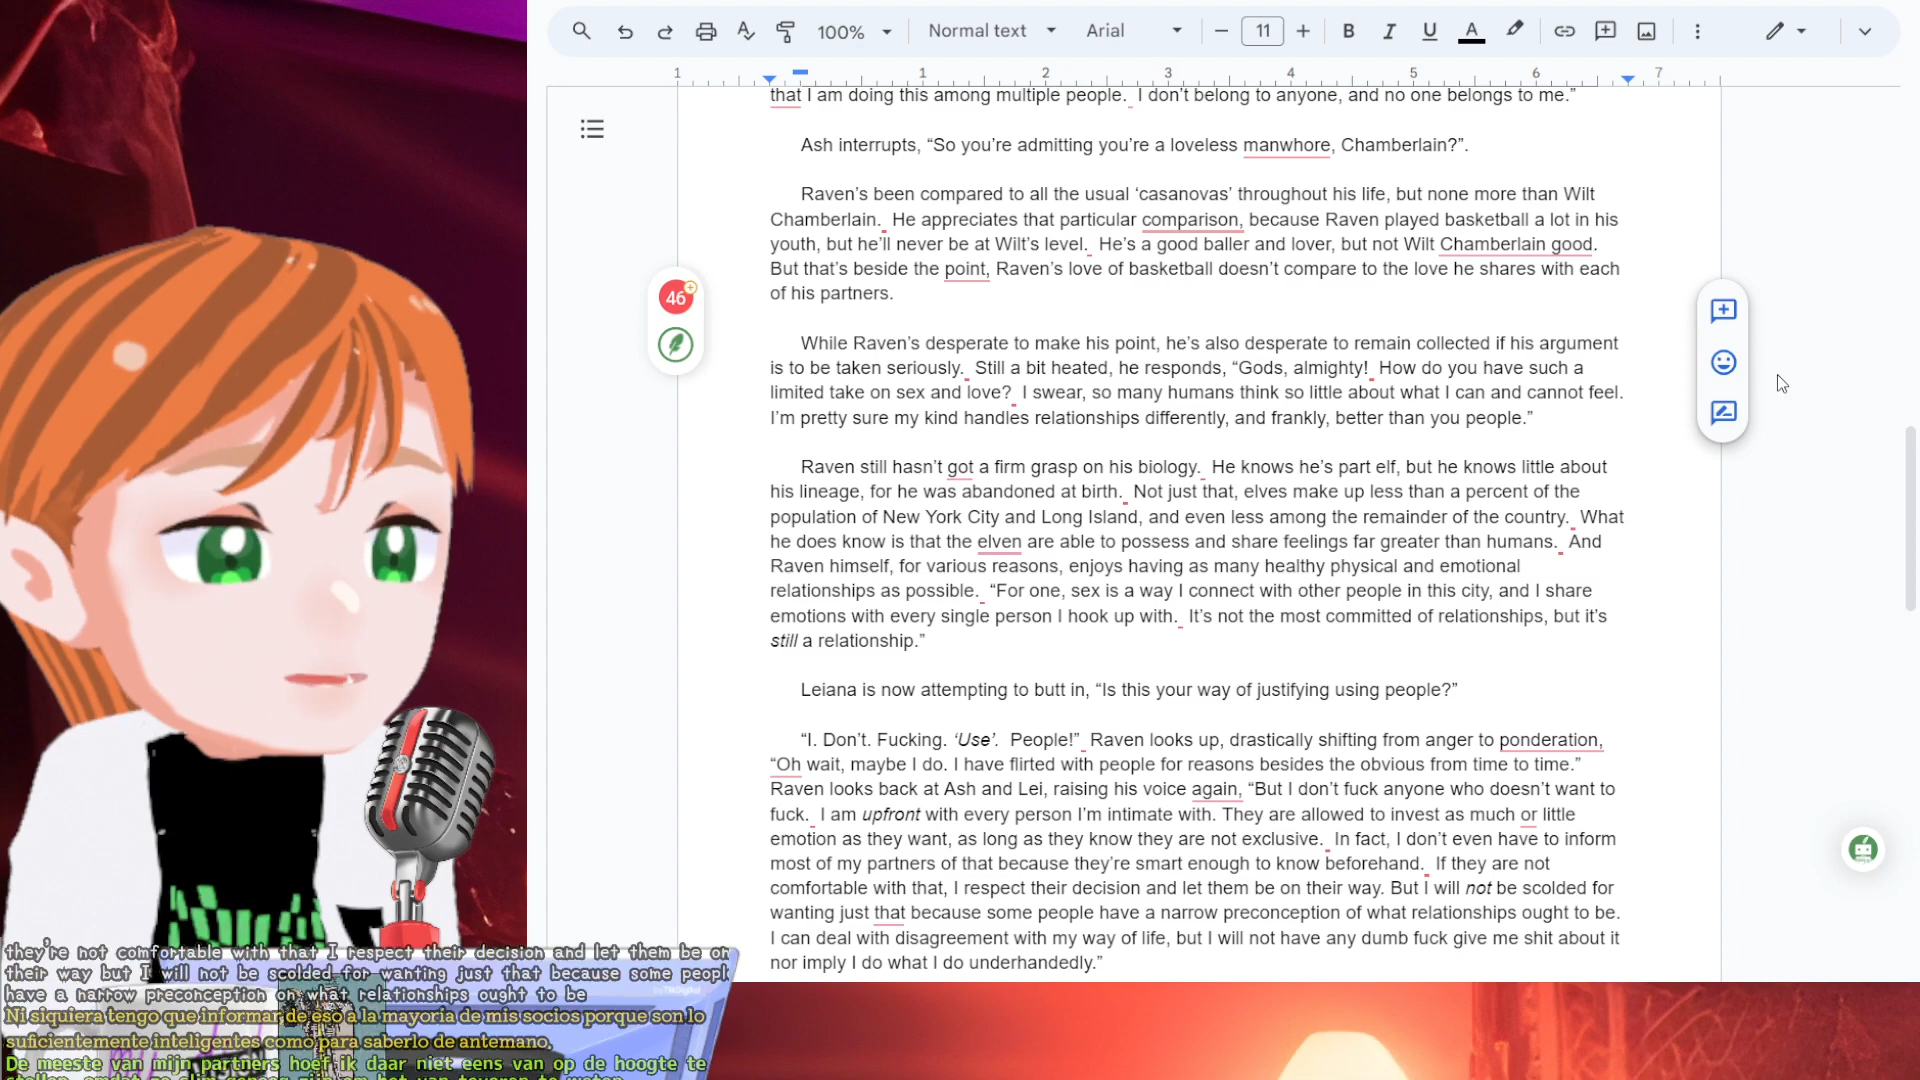 100%
Normal text
Arial
11
B
I
U
A
1
1
2
3
4
5
6
7
that I am doing this among multiple people.  I don’t belong to anyone, and no one belongs to me.”
Ash interrupts, “So you’re admitting you’re a loveless manwhore, Chamberlain?”.
Raven’s been compared to all the usual ‘casanovas’ throughout his life, but none more than Wilt
Chamberlain.  He appreciates that particular comparison, because Raven played basketball a lot in his
youth, but he’ll never be at Wilt’s level.  He’s a good baller and lover, but not Wilt Chamberlain good.
But that’s beside the point, Raven’s love of basketball doesn’t compare to the love he shares with each
of his partners.
46
While Raven’s desperate to make his point, he’s also desperate to remain collected if his argument
is to be taken seriously.  Still a bit heated, he responds, “Gods, almighty!  How do you have such a
limited take on sex and love?  I swear, so many humans think so little about what I can and cannot feel.
I’m pretty sure my kind handles relationships differently, and frankly, better than you people.”
Raven still hasn’t got a firm grasp on his biology.  He knows he’s part elf, but he knows little about
his lineage, for he was abandoned at birth.  Not just that, elves make up less than a percent of the
population of New York City and Long Island, and even less among the remainder of the country.  What
he does know is that the elven are able to possess and share feelings far greater than humans.  And
Raven himself, for various reasons, enjoys having as many healthy physical and emotional
relationships as possible.  “For one, sex is a way I connect with other people in this city, and I share
emotions with every single person I hook up with.  It’s not the most committed of relationships, but it’s
still a relationship.”
Leiana is now attempting to butt in, “Is this your way of justifying using people?”
“I. Don’t. Fucking. ‘Use’.  People!”  Raven looks up, drastically shifting from anger to ponderation,
“Oh wait, maybe I do. I have flirted with people for reasons besides the obvious from time to time.”
Raven looks back at Ash and Lei, raising his voice again, “But I don’t fuck anyone who doesn’t want to
fuck.  I am upfront with every person I’m intimate with. They are allowed to invest as much or little
emotion as they want, as long as they know they are not exclusive.  In fact, I don’t even have to inform
most of my partners of that because they’re smart enough to know beforehand.  If they are not
comfortable with that, I respect their decision and let them be on their way. But I will not be scolded for
wanting just that because some people have a narrow preconception of what relationships ought to be.
I can deal with disagreement with my way of life, but I will not have any dumb fuck give me shit about it
nor imply I do what I do underhandedly.”
they’re not comfortable with that I respect their decision and let them be on
their way but I will not be scolded for wanting just that because some peopl
have a narrow preconception on what relationships ought to be
Ni siquiera tengo que informar de eso a la mayoría de mis socios porque son lo
suficientemente inteligentes como para saberlo de antemano,
De meeste van mijn partners hoef ik daar niet eens van op de hoogte te